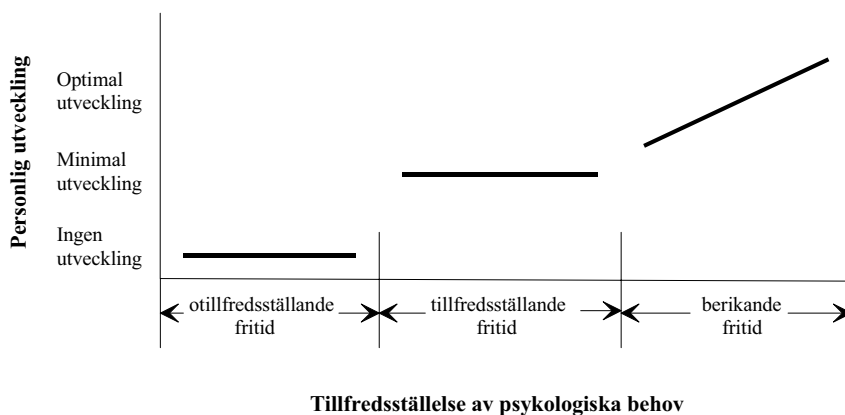 Personlig utveckling
Optimal
utveckling
Minimal
utveckling
Ingen
utveckling
otillfredsställande
fritid
tillfredsställande
fritid
berikande
fritid
Tillfredsställelse av psykologiska behov